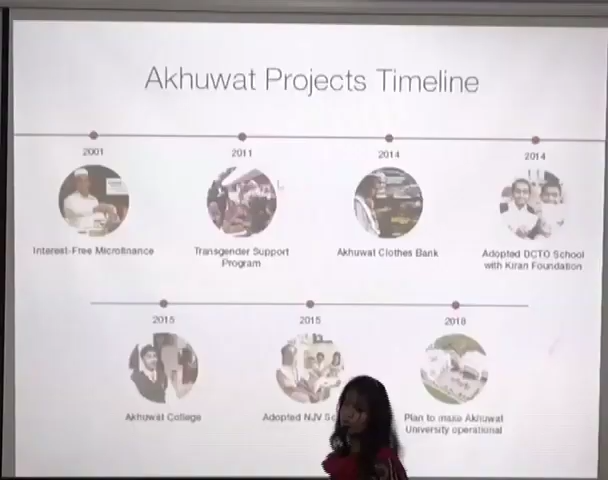 Akhuwat Projects Timeline
2001
2011
2014
2014
Interest-Free Microfinance
Transgender Support
Program
Akhuwat Clothes Bank
Adopted DCTO School
with Kiran Foundation
2015
2015
2018
Akhuwat College
Adopted NJV
Plan to make Akhuwat
University operational